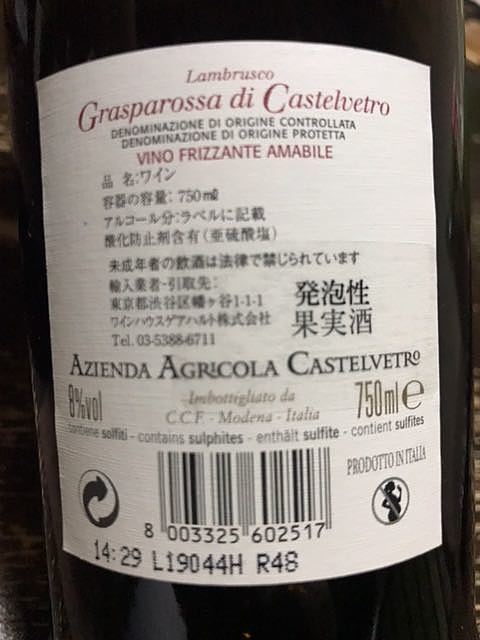 Lambrusco
Grasparossa di Castelvetro
DENOMINAZIONE DI ORIGINE CONTROLLATA
DENOMINAZIONE DI ORIGINE PROTETTA
VINO FRIZZANTE AMABILE
品 名:ワイン
容器の容量: 750㎖
アルコール分:ラベルに記載
酸化防止剤含有(亜硫酸塩)
未成年者の飲酒は法律で禁じられています
輸入業者・引取先:
東京都渋谷区幡ヶ谷1-1-1
ワインハウスゲアハルト株式会社
Tel. 03-5388-6711
発泡性
果実酒
AZIENDA AGRICOLA CASTELVETRO
8%vol
Imbottigliato da
C.C.F. - Modena - Italia
750ml e
contiene solfiti - contains sulphites - enthält sulfite - contient sulfites
PRODOTTO IN ITALIA
8 003325 602517
14:29 L19044H R48